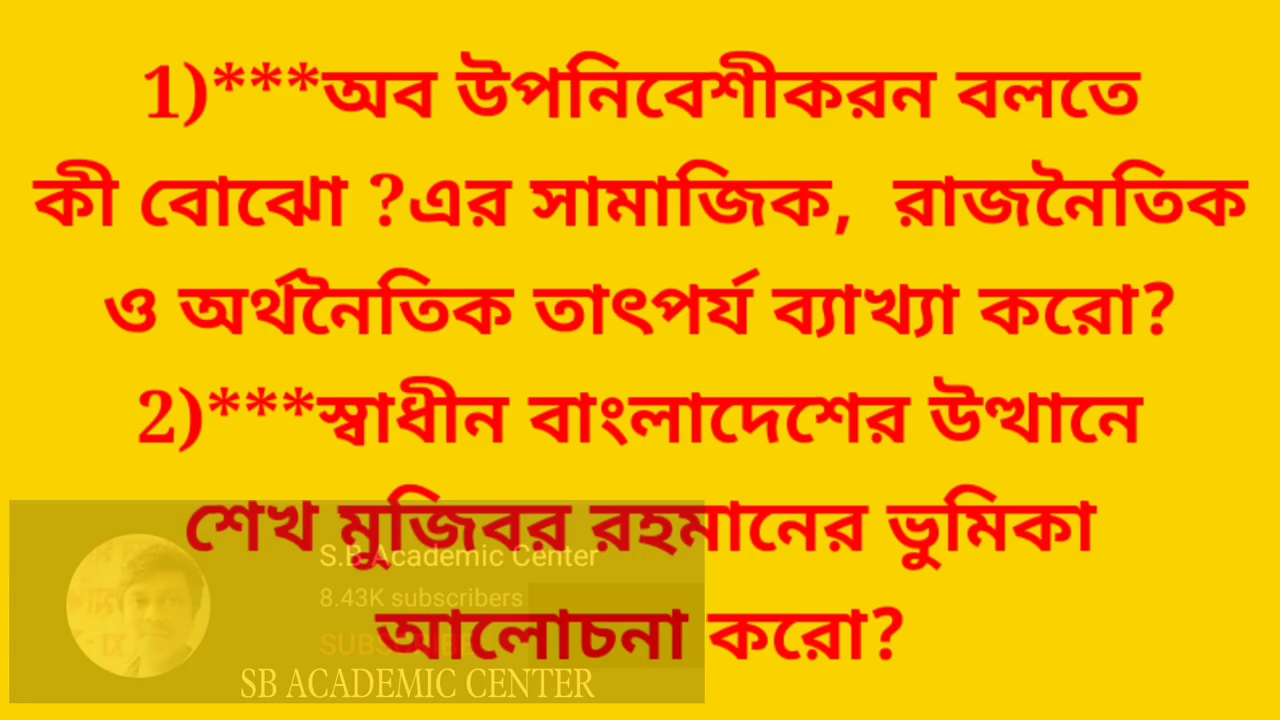 1)***অব উপনিবেশীকরন বলতে
কী বোঝো ?এর সামাজিক, রাজনৈতিক
ও অর্থনৈতিক তাৎপর্য ব্যাখ্যা করো?
2)***স্বাধীন বাংলাদেশের উত্থানে
শেখ মুজিবর রহমানের ভুমিকা
S.B Academic Center
8.43K subscribers
আলোচনা করো?
SUBSCRIBE
SB ACADEMIC CENTER